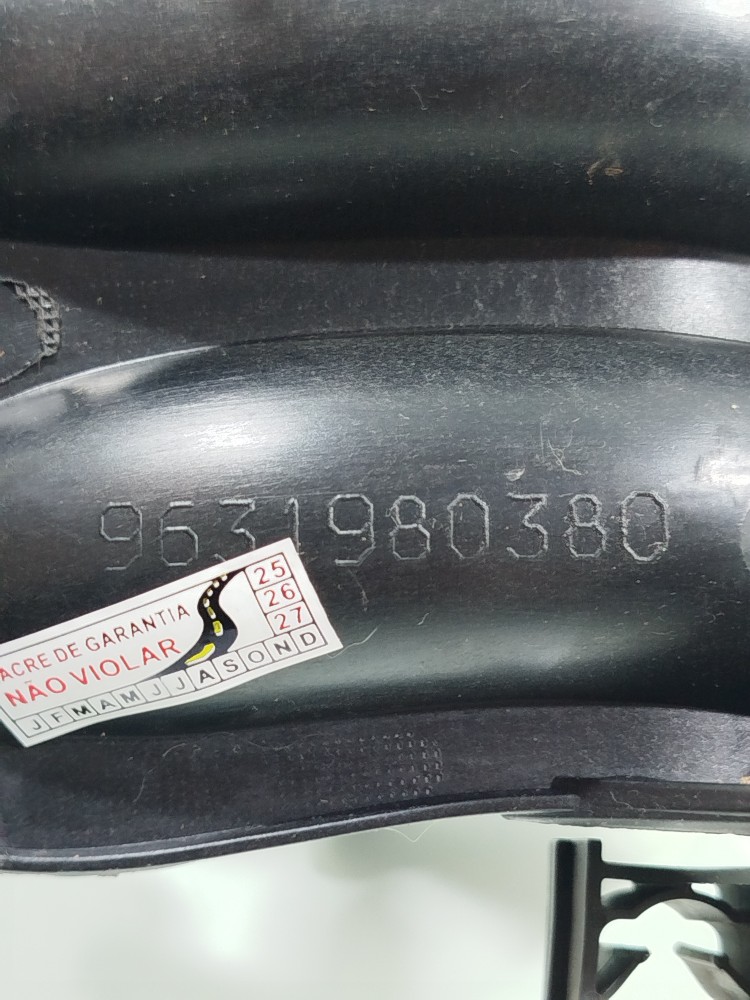 9631980380
25
26
27
ACRE DE GARANTIA
NÃO VIOLAR
J F M A M J J A S O N D